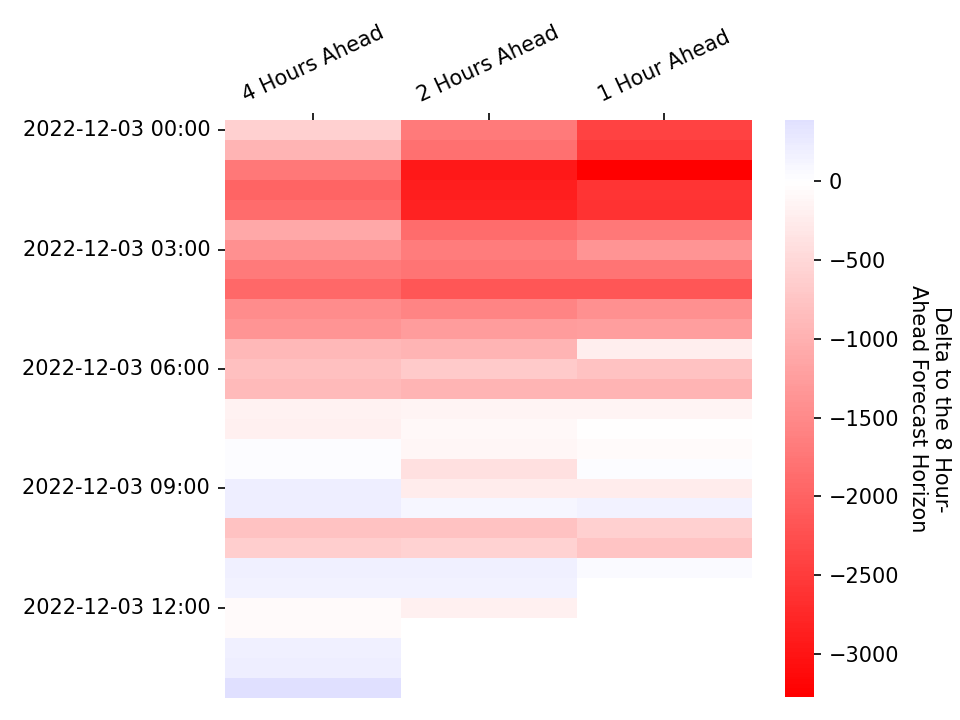 4 Hours Ahead
2 Hours Ahead
1 Hour Ahead
2022-12-03 00:00
2022-12-03 03:00
2022-12-03 06:00
2022-12-03 09:00
2022-12-03 12:00
0
−500
−1000
−1500
−2000
−2500
−3000
Delta to the 8 Hour-
Ahead Forecast Horizon